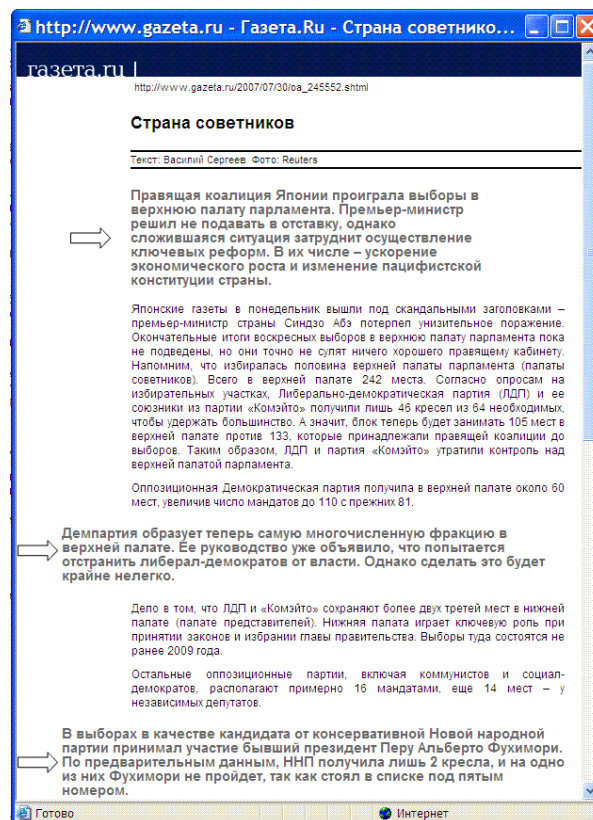 http://www.gazeta.ru - Газета.Ru - Страна советнико...
газета.ru |
http://www.gazeta.ru/2007/07/30/oa_245552.shtml
Страна советников
Текст: Василий Сергеев Фото: Reuters
Правящая коалиция Японии проиграла выборы в
верхнюю палату парламента. Премьер-министр
решил не подавать в отставку, однако
сложившаяся ситуация затруднит осуществление
ключевых реформ. В их числе – ускорение
экономического роста и изменение пацифистской
конституции страны.
Японские газеты в понедельник вышли под скандальными заголовками –
премьер-министр страны Синдзо Абэ потерпел унизительное поражение.
Окончательные итоги воскресных выборов в верхнюю палату парламента пока
не подведены, но они точно не сулят ничего хорошего правящему кабинету.
Напомним, что избиралась половина верхней палаты парламента (палаты
советников). Всего в верхней палате 242 места. Согласно опросам на
избирательных участках, Либерально-демократическая партия (ЛДП) и ее
союзники из партии «Комэйто» получили лишь 46 кресел из 64 необходимых,
чтобы удержать большинство. А значит, блок теперь будет занимать 105 мест в
верхней палате против 133, которые принадлежали правящей коалиции до
выборов. Таким образом, ЛДП и партия «Комэйто» утратили контроль над
верхней палатой парламента.
Оппозиционная Демократическая партия получила в верхней палате около 60
мест, увеличив число мандатов до 110 с прежних 81.
Демпартия образует теперь самую многочисленную фракцию в
верхней палате. Ее руководство уже объявило, что попытается
отстранить либерал-демократов от власти. Однако сделать это будет
крайне нелегко.
Дело в том, что ЛДП и «Комэйто» сохраняют более двух третей мест в нижней
палате (палате представителей). Нижняя палата играет ключевую роль при
принятии законов и избрании главы правительства. Выборы туда состоятся не
ранее 2009 года.
Остальные оппозиционные партии, включая коммунистов и социал-
демократов, располагают примерно 16 мандатами, еще 14 мест – у
независимых депутатов.
В выборах в качестве кандидата от консервативной Новой народной
партии принимал участие бывший президент Перу Альберто Фухимори.
По предварительным данным, ННП получила лишь 2 кресла, и на одно
из них Фухимори не пройдет, так как стоял в списке под пятым
номером.
Готово
Интернет